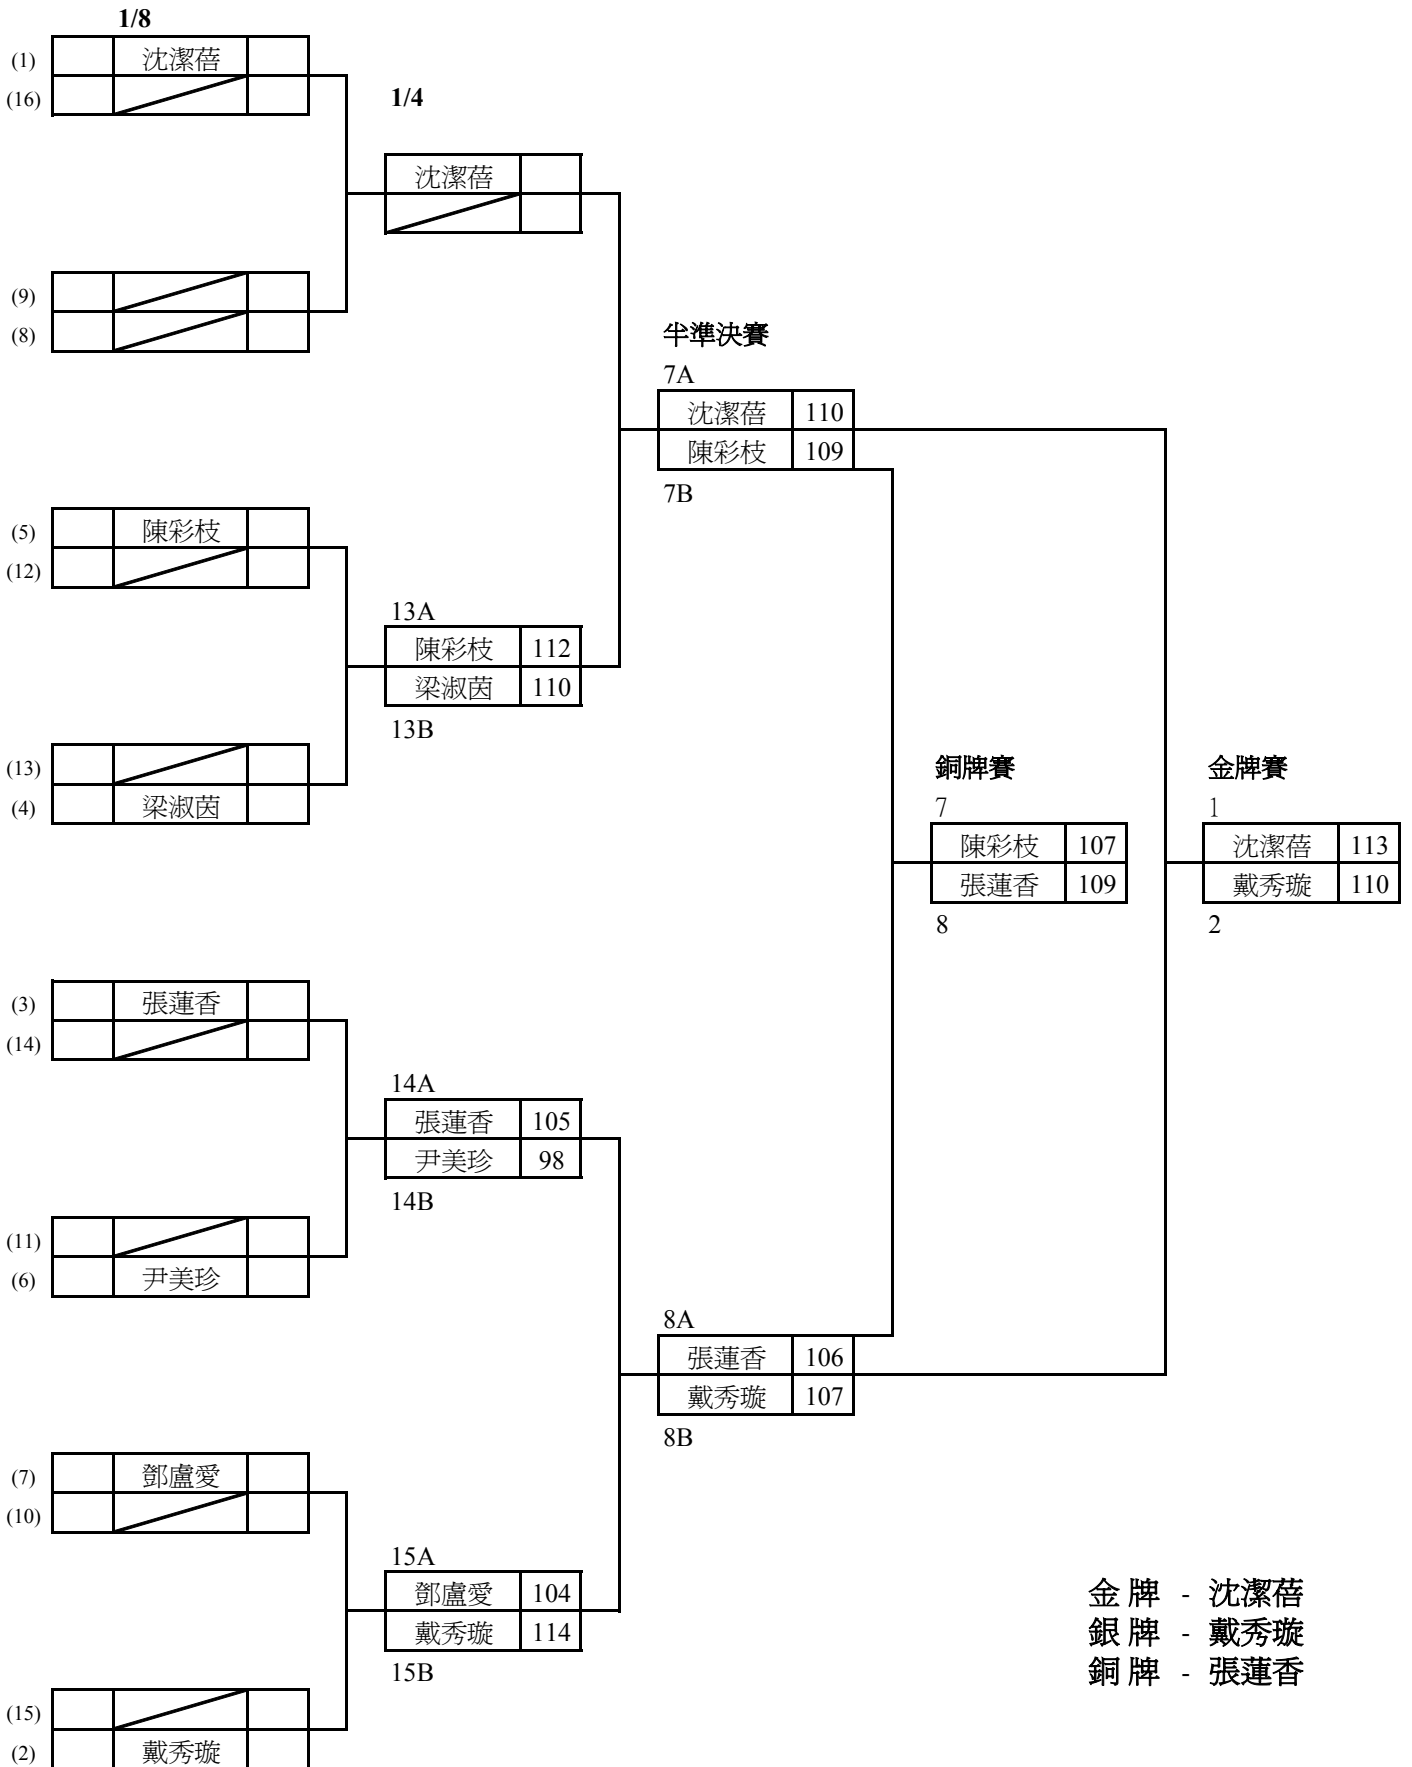 1/8
(1) 沈潔蓓
(16)
1/4
沈潔蓓
(9)
(8)
半準決賽
7A
沈潔蓓 110
陳彩枝 109
7B
(5) 陳彩枝
(12)
13A
陳彩枝 112
梁淑茵 110
13B
(13)
(4) 梁淑茵
銅牌賽
7
陳彩枝 107
張蓮香 109
8
金牌賽
1
沈潔蓓 113
戴秀璇 110
2
(3) 張蓮香
(14)
14A
張蓮香 105
尹美珍 98
14B
(11)
(6) 尹美珍
8A
張蓮香 106
戴秀璇 107
8B
(7) 鄧盧愛
(10)
15A
鄧盧愛 104
戴秀璇 114
15B
(15)
(2) 戴秀璇
金 牌 - 沈潔蓓
銀 牌 - 戴秀璇
銅 牌 - 張蓮香